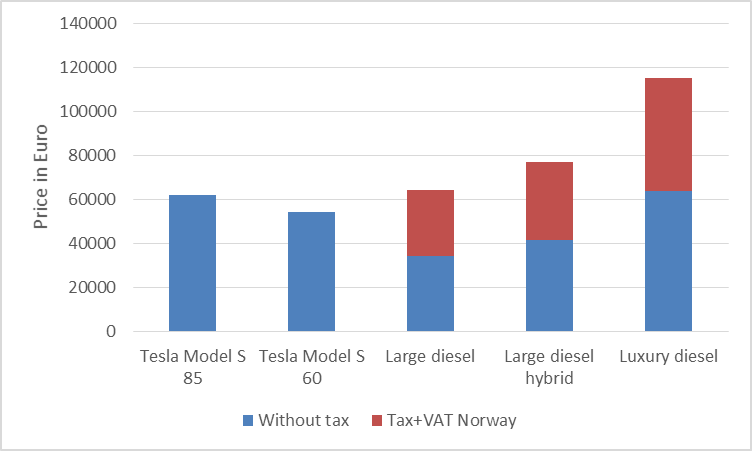 140000
120000
100000
80000
60000
40000
20000
0
Price in Euro
Tesla Model S
85
Tesla Model S
60
Large diesel
Large diesel
hybrid
Luxury diesel
Without tax
Tax+VAT Norway